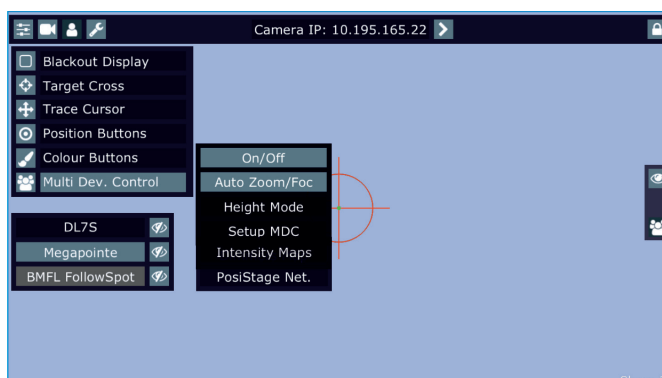 Camera IP: 10.195.165.22
Blackout Display
Target Cross
Trace Cursor
Position Buttons
Colour Buttons
Multi Dev. Control
On/Off
Auto Zoom/Foc
Height Mode
Setup MDC
Intensity Maps
PosiStage Net.
DL7S
Megapointe
BMFL FollowSpot